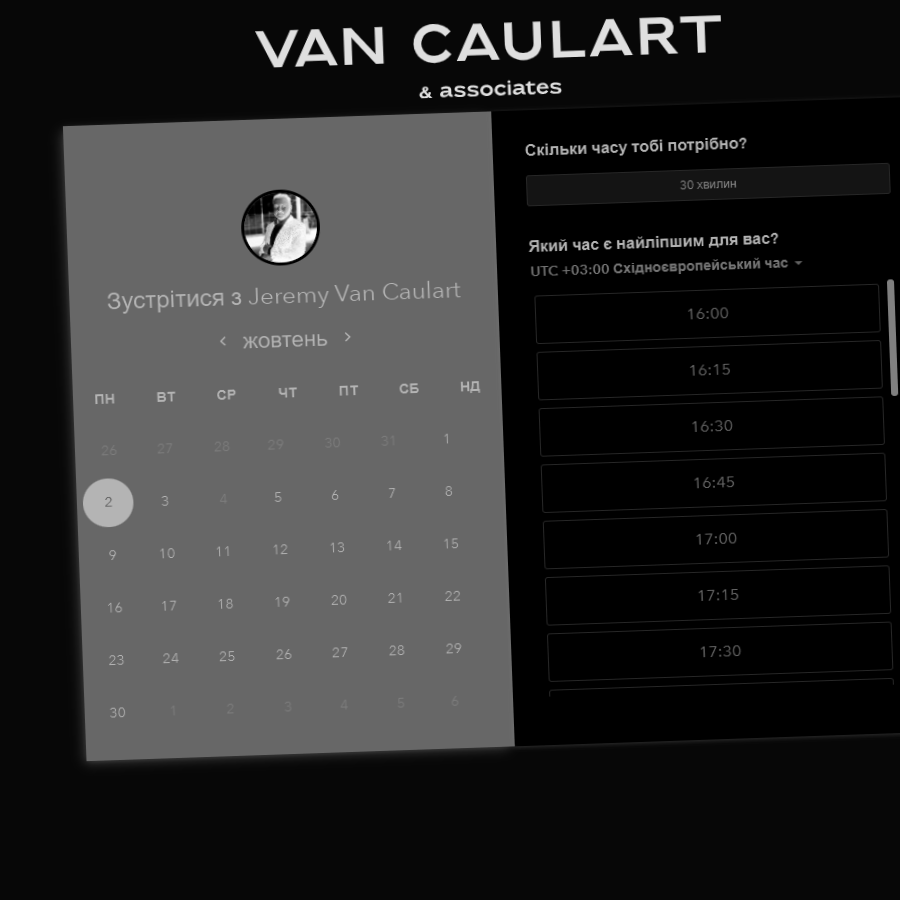 VAN CAULART
& associates
Зустрітися з Jeremy Van Caulart
жовтень
ПН ВТ СР ЧТ ПТ СБ НД
26 27 28 29 30 31 1
2 3 4 5 6 7 8
9 10 11 12 13 14 15
16 17 18 19 20 21 22
23 24 25 26 27 28 29
30 1 2 3 4 5 6
Скільки часу тобі потрібно?
30 хвилин
Який час є найліпшим для вас?
UTC +03:00 Східноєвропейський час
16:00
16:15
16:30
16:45
17:00
17:15
17:30